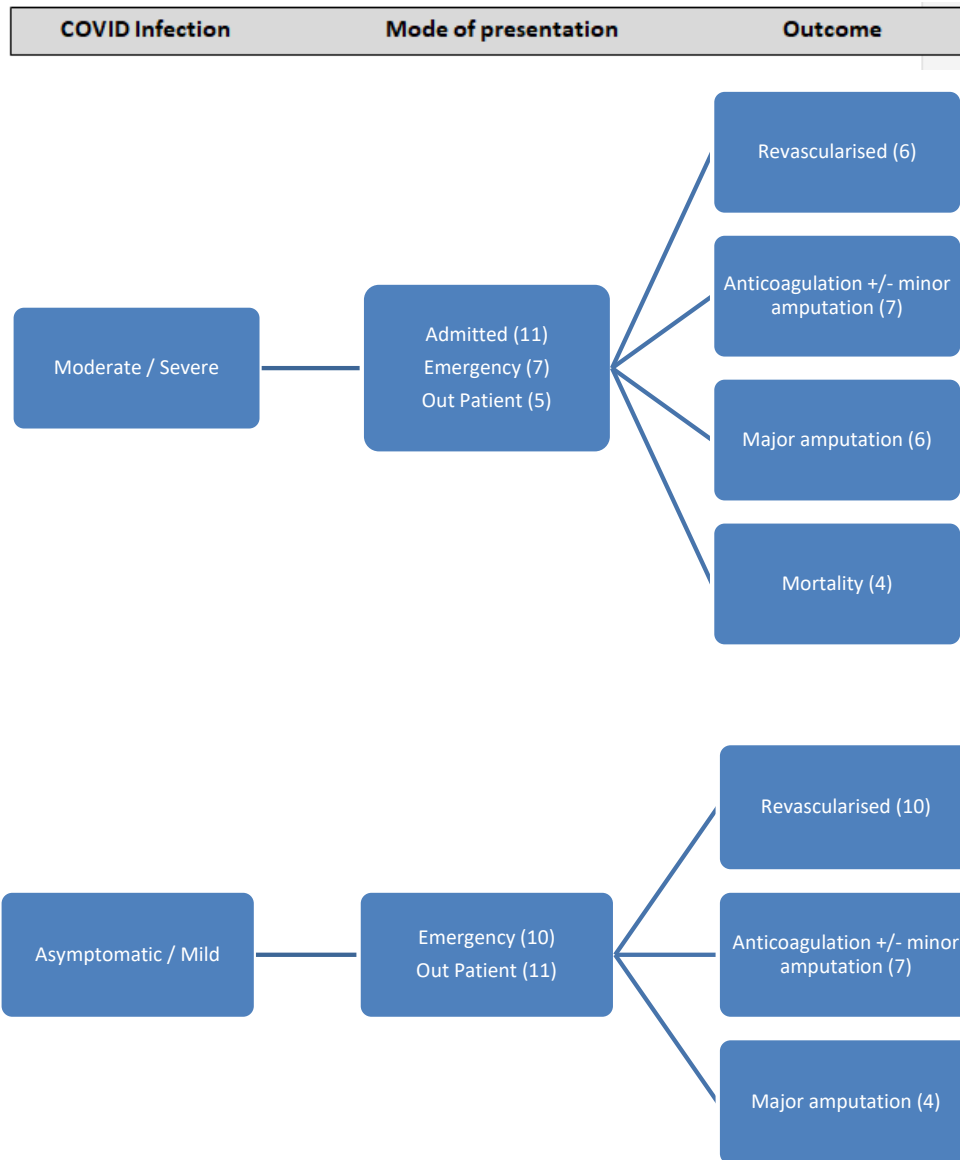 COVID Infection Mode of presentation Outcome
Revascularised (6)
Anticoagulation +/- minor
amputation (7)
Moderate / Severe
Admitted (11)
Emergency (7)
Out Patient (5)
Major amputation (6)
Mortality (4)
Revascularised (10)
Asymptomatic / Mild
Emergency (10)
Out Patient (11)
Anticoagulation +/- minor
amputation (7)
Major amputation (4)